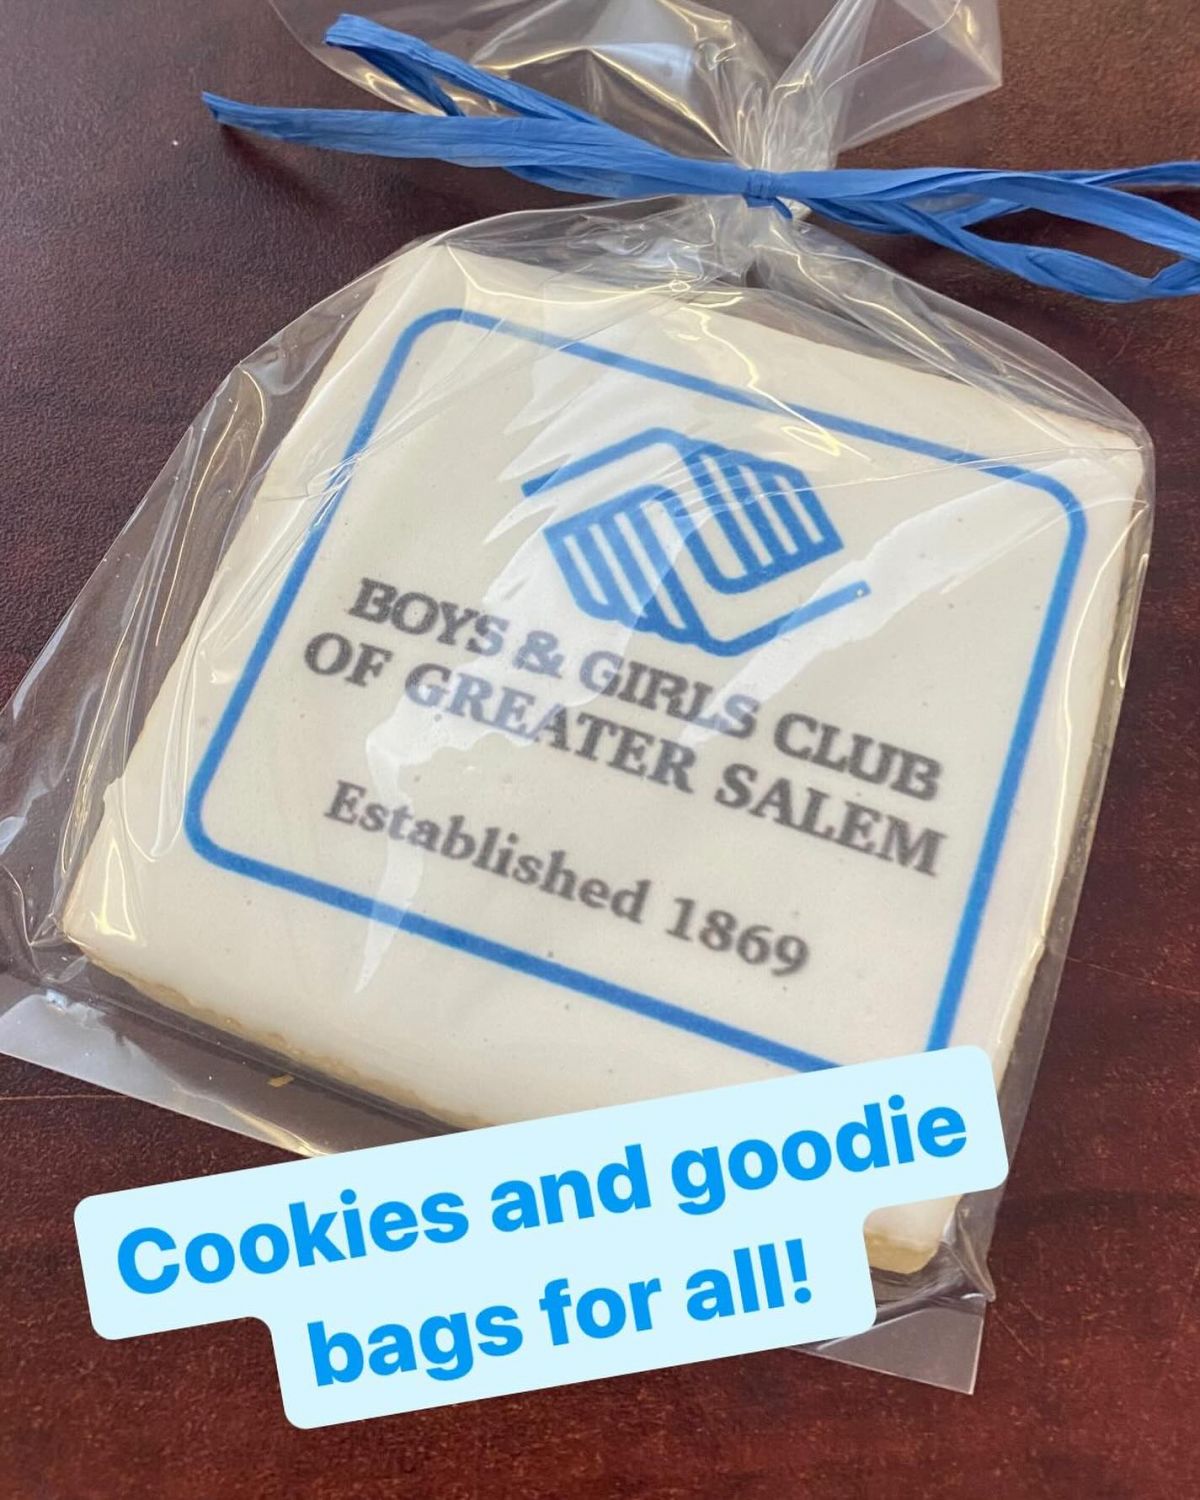 BOYS & GIRLS CLUB
OF GREATER SALEM
Established 1869
Cookies and goodie
bags for all!